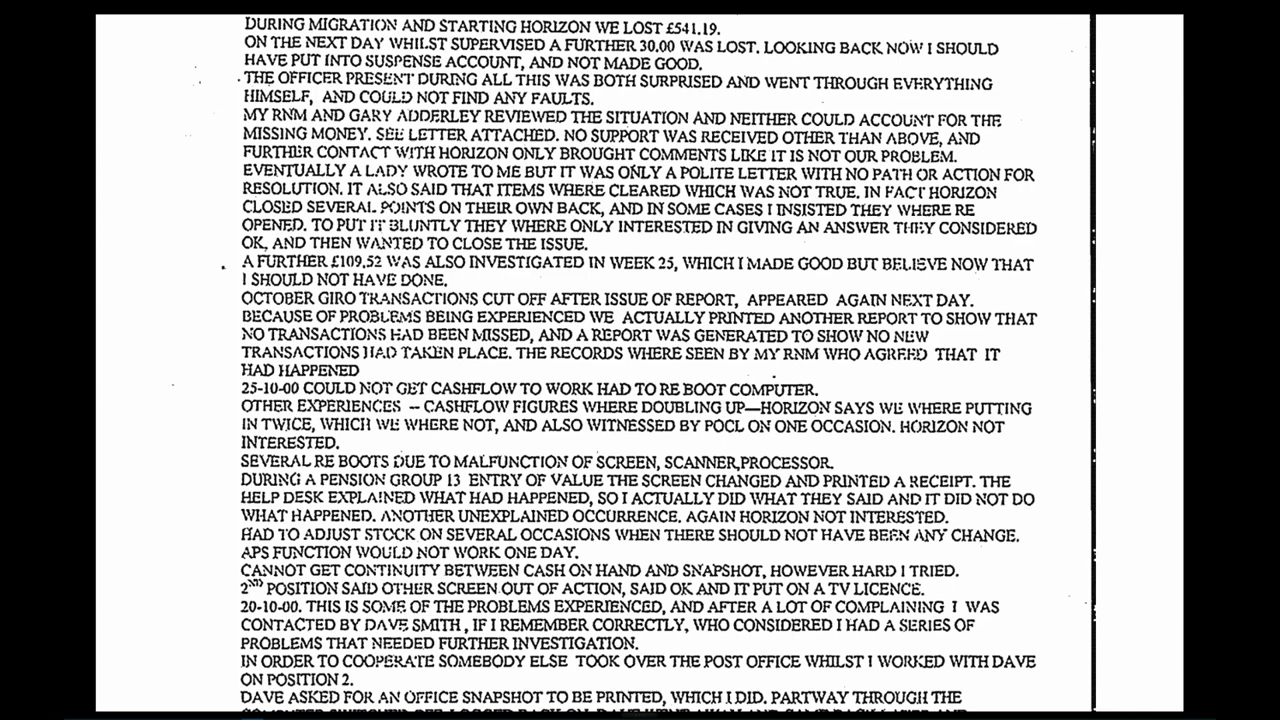 DURING MIGRATION AND STARTING HORIZON WE LOST £541.19.
ON THE NEXT DAY WHILST SUPERVISED A FURTHER 30.00 WAS LOST. LOOKING BACK NOW I SHOULD
HAVE PUT INTO SUSPENSE ACCOUNT, AND NOT MADE GOOD.
THE OFFICER PRESENT DURING ALL THIS WAS BOTH SURPRISED AND WENT THROUGH EVERYTHING
HIMSELF, AND COULD NOT FIND ANY FAULTS.
MY RNM AND GARY ADDERLEY REVIEWED THE SITUATION AND NEITHER COULD ACCOUNT FOR THE
MISSING MONEY. SEE LETTER ATTACHED. NO SUPPORT WAS RECEIVED OTHER THAN ABOVE, AND
FURTHER CONTACT WITH HORIZON ONLY BROUGHT COMMENTS LIKE IT IS NOT OUR PROBLEM.
EVENTUALLY A LADY WROTE TO ME BUT IT WAS ONLY A POLITE LETTER WITH NO PATH OR ACTION FOR
RESOLUTION. IT ALSO SAID THAT ITEMS WHERE CLEARED WHICH WAS NOT TRUE. IN FACT HORIZON
CLOSED SEVERAL POINTS ON THEIR OWN BACK, AND IN SOME CASES I INSISTED THEY WHERE RE
OPENED. TO PUT IT BLUNTLY THEY WHERE ONLY INTERESTED IN GIVING AN ANSWER THEY CONSIDERED
OK, AND THEN WANTED TO CLOSE THE ISSUE.
A FURTHER £109.52 WAS ALSO INVESTIGATED IN WEEK 25, WHICH I MADE GOOD BUT BELIEVE NOW THAT
I SHOULD NOT HAVE DONE.
OCTOBER GIRO TRANSACTIONS CUT OFF AFTER ISSUE OF REPORT, APPEARED AGAIN NEXT DAY.
BECAUSE OF PROBLEMS BEING EXPERIENCED WE ACTUALLY PRINTED ANOTHER REPORT TO SHOW THAT
NO TRANSACTIONS HAD BEEN MISSED, AND A REPORT WAS GENERATED TO SHOW NO NEW
TRANSACTIONS HAD TAKEN PLACE. THE RECORDS WHERE SEEN BY MY RNM WHO AGREED THAT IT
HAD HAPPENED
25-10-00 COULD NOT GET CASHFLOW TO WORK HAD TO RE BOOT COMPUTER.
OTHER EXPERIENCES -- CASHFLOW FIGURES WHERE DOUBLING UP—HORIZON SAYS WE WHERE PUTTING
IN TWICE, WHICH WE WHERE NOT, AND ALSO WITNESSED BY POCL ON ONE OCCASION. HORIZON NOT
INTERESTED.
SEVERAL RE BOOTS DUE TO MALFUNCTION OF SCREEN, SCANNER,PROCESSOR.
DURING A PENSION GROUP 13 ENTRY OF VALUE THE SCREEN CHANGED AND PRINTED A RECEIPT. THE
HELP DESK EXPLAINED WHAT HAD HAPPENED, SO I ACTUALLY DID WHAT THEY SAID AND IT DID NOT DO
WHAT HAPPENED. ANOTHER UNEXPLAINED OCCURRENCE. AGAIN HORIZON NOT INTERESTED.
HAD TO ADJUST STOCK ON SEVERAL OCCASIONS WHEN THERE SHOULD NOT HAVE BEEN ANY CHANGE.
APS FUNCTION WOULD NOT WORK ONE DAY.
CANNOT GET CONTINUITY BETWEEN CASH ON HAND AND SNAPSHOT, HOWEVER HARD I TRIED.
2ND POSITION SAID OTHER SCREEN OUT OF ACTION, SAID OK AND IT PUT ON A TV LICENCE.
20-10-00. THIS IS SOME OF THE PROBLEMS EXPERIENCED, AND AFTER A LOT OF COMPLAINING I WAS
CONTACTED BY DAVE SMITH , IF I REMEMBER CORRECTLY, WHO CONSIDERED I HAD A SERIES OF
PROBLEMS THAT NEEDED FURTHER INVESTIGATION.
IN ORDER TO COOPERATE SOMEBODY ELSE TOOK OVER THE POST OFFICE WHILST I WORKED WITH DAVE
ON POSITION 2.
DAVE ASKED FOR AN OFFICE SNAPSHOT TO BE PRINTED, WHICH I DID. PARTWAY THROUGH THE